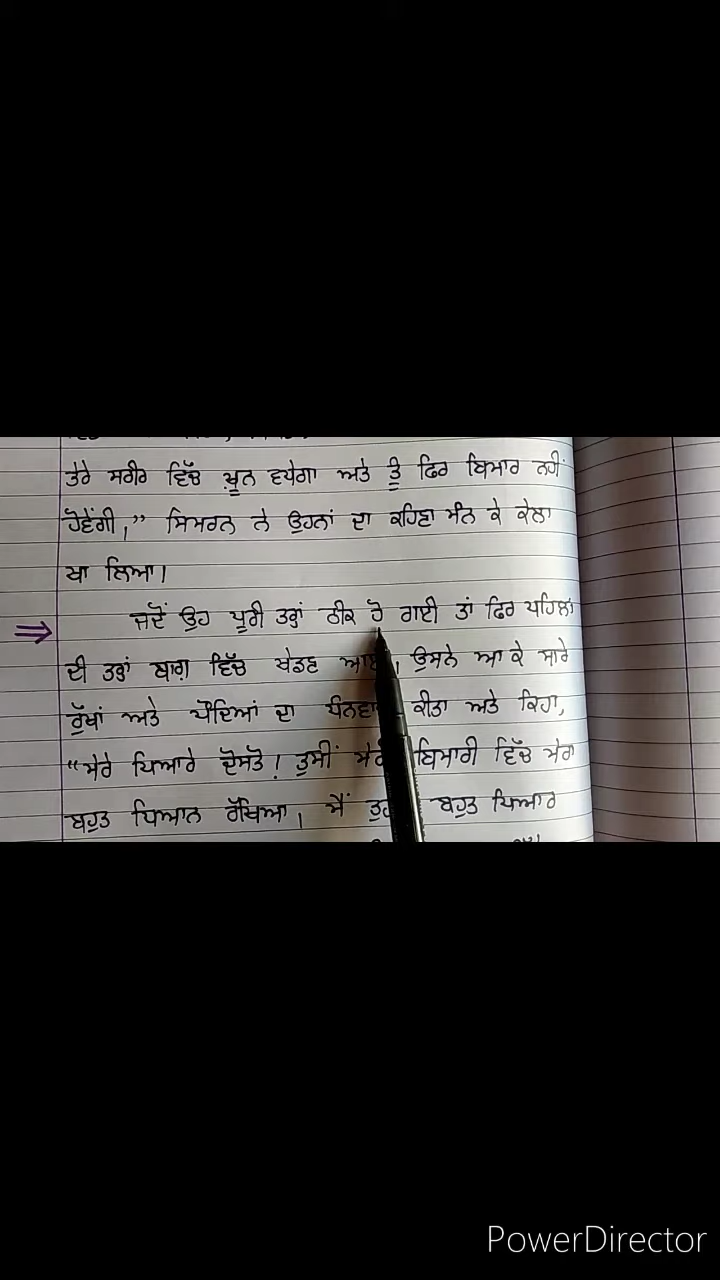 ਤੇਰੇ ਸਰੀਰ ਵਿੱਚ ਖ਼ੂਨ ਵਧੇਗਾ ਅਤੇ ਤੂੰ ਫਿਰ ਬਿਮਾਰ ਨਹੀਂ
ਹੋਵੇਂਗੀ।” ਸਿਮਰਨ ਨੇ ਉਹਨਾਂ ਦਾ ਕਹਿਣਾ ਮੰਨ ਕੇ ਕੇਲਾ
ਖਾ ਲਿਆ।
⇒ ਜਦੋਂ ਉਹ ਪੂਰੀ ਤਰ੍ਹਾਂ ਠੀਕ ਹੋ ਗਈ ਤਾਂ ਫਿਰ ਪਹਿਲਾਂ
ਦੀ ਤਰ੍ਹਾਂ ਬਾਗ਼ ਵਿੱਚ ਖੇਡਣ । ਉਸਨੇ ਆ ਕੇ ਸਾਰੇ
ਰੁੱਖਾਂ ਅਤੇ ਪੌਦਿਆਂ ਦਾ ਕੀਤਾ ਅਤੇ ਕਿਹਾ,
“ਮੇਰੇ ਪਿਆਰੇ ਦੋਸਤੋ! ਤੁਸੀਂ ਬਿਮਾਰੀ ਵਿੱਚ ਮੇਰਾ
ਬਹੁਤ ਧਿਆਨ ਰੱਖਿਆ। ਮੈਂ ਬਹੁਤ ਪਿਆਰ
PowerDirector